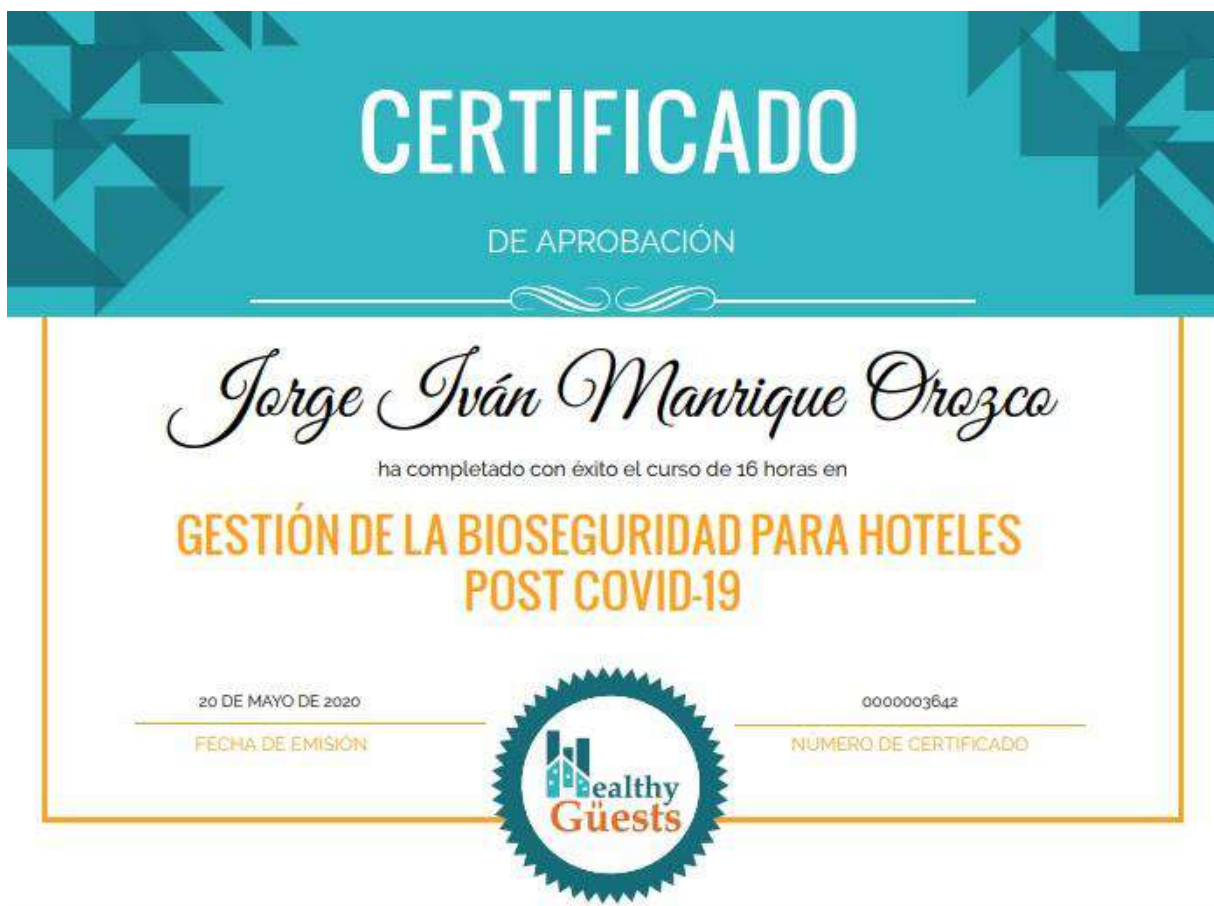 CERTIFICADO
DE APROBACIÓN
Jorge Iván Manrique Orozco
ha completado con éxito el curso de 16 horas en
GESTIÓN DE LA BIOSEGURIDAD PARA HOTELES
POST COVID-19
20 DE MAYO DE 2020
FECHA DE EMISIÓN
0000003642
NÚMERO DE CERTIFICADO
Healthy
Güests